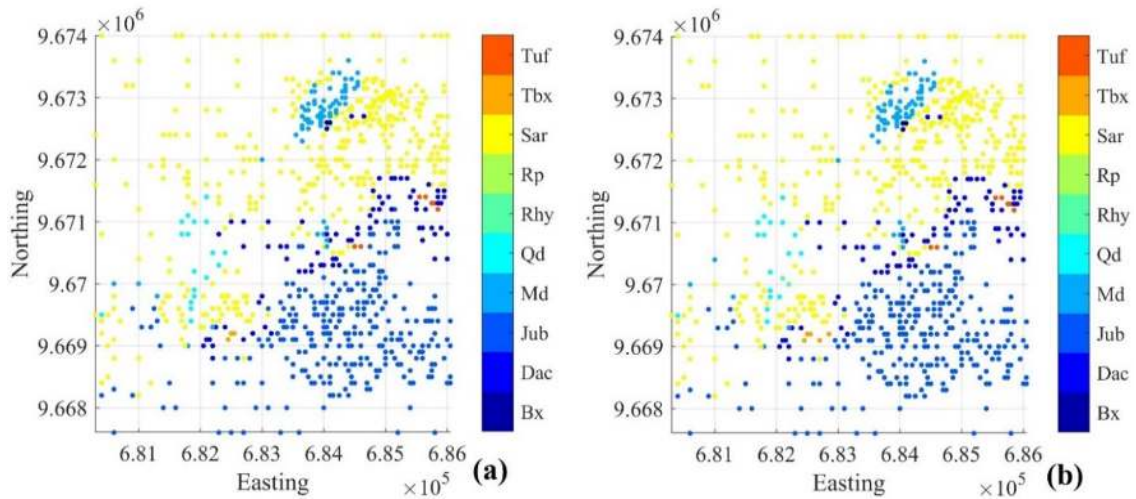 ×10⁶
9.674
9.673
9.672
9.671
9.67
9.669
9.668
Northing
6.81 6.82 6.83 6.84 6.85 6.86
Easting
×10⁵
(a)
Tuf
Tbx
Sar
Rp
Rhy
Qd
Md
Jub
Dac
Bx
×10⁶
9.674
9.673
9.672
9.671
9.67
9.669
9.668
Northing
6.81 6.82 6.83 6.84 6.85 6.86
Easting
×10⁵
(b)
Tuf
Tbx
Sar
Rp
Rhy
Qd
Md
Jub
Dac
Bx